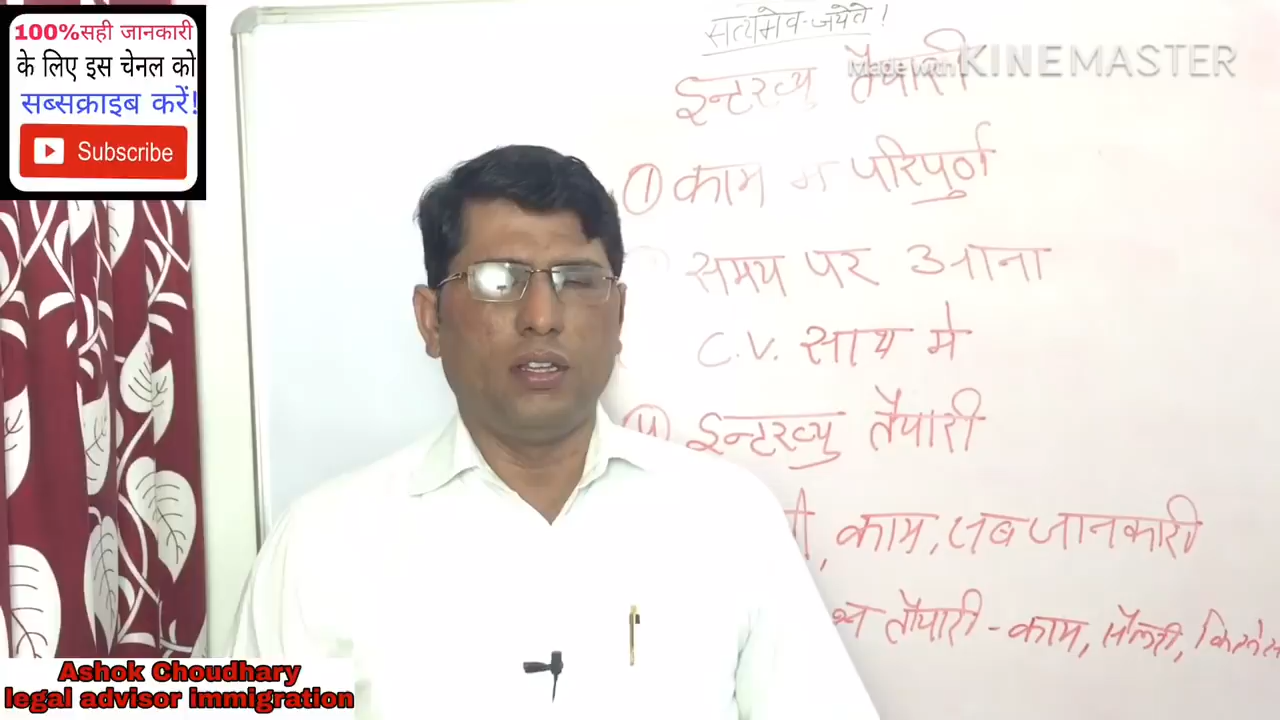 100%सही जानकारी
के लिए इस चेनल को
सब्सक्राइब करें!
Subscribe
सत्यमेव-जयेते!
Made with KINEMASTER
इन्टरव्यु तैयारी
① काम म परिपुर्ण
समय पर आना
C.V. साथ मे
इन्टरव्यु तैयारी
, काम, सब जानकारी
तैयारी - काम, सैलरी,
Ashok Choudhary
legal advisor immigration